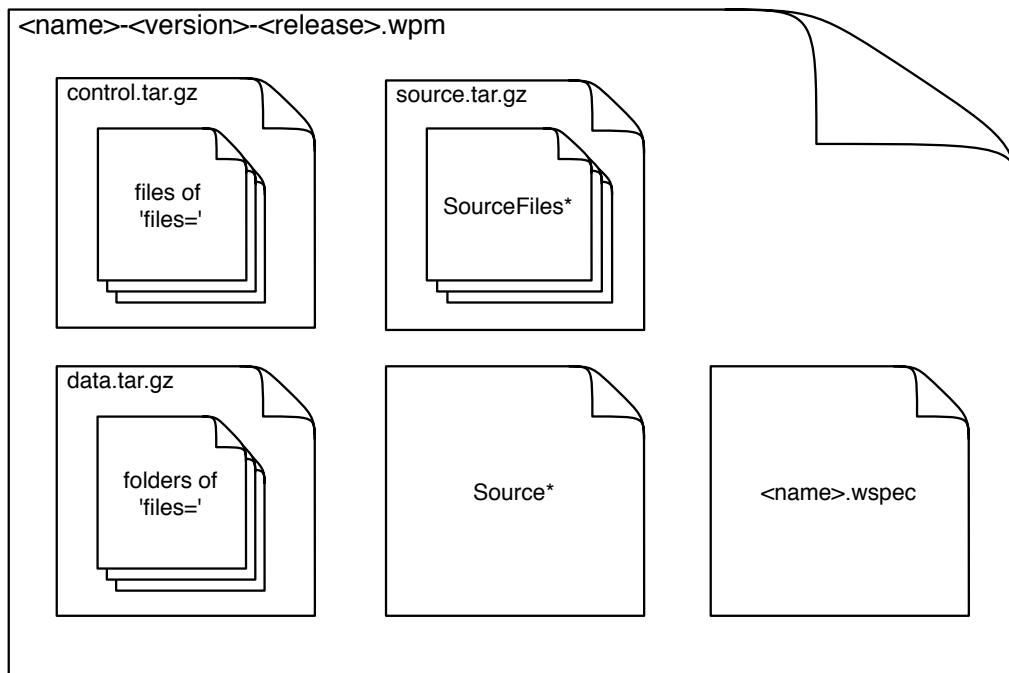 <name>-<version>-<release>.wpm
control.tar.gz
files of
'files='
source.tar.gz
SourceFiles*
data.tar.gz
folders of
'files='
Source*
<name>.wspec